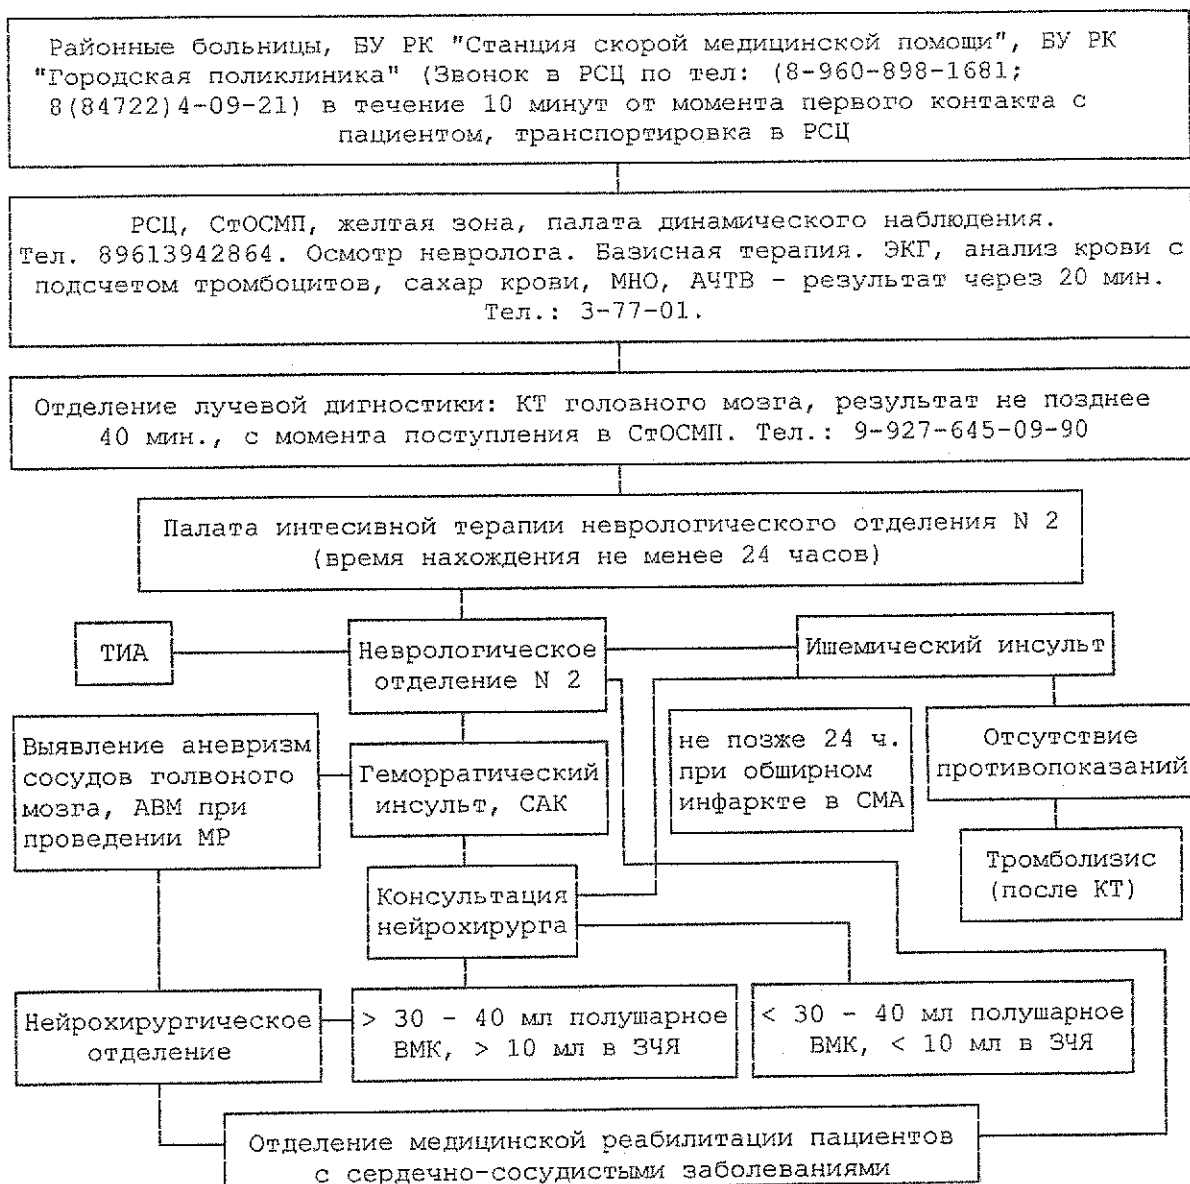 Районные больницы, БУ РК "Станция скорой медицинской помощи", БУ РК
"Городская поликлиника" (Звонок в РСЦ по тел: (8-960-898-1681;
8(84722)4-09-21) в течение 10 минут от момента первого контакта с
пациентом, транспортировка в РСЦ
РСЦ, СтОСМП, желтая зона, палата динамического наблюдения.
Тел. 89613942864. Осмотр невролога. Базисная терапия. ЭКГ, анализ крови с
подсчетом тромбоцитов, сахар крови, МНО, АЧТВ - результат через 20 мин.
Тел.: 3-77-01.
Отделение лучевой дигностики: КТ головного мозга, результат не позднее
40 мин., с момента поступления в СтОСМП. Тел.: 9-927-645-09-90
Палата интесивной терапии неврологического отделения N 2
(время нахождения не менее 24 часов)
ТИА
Неврологическое
отделение N 2
Ишемический инсульт
Выявление аневризм
сосудов голвоного
мозга, АВМ при
проведении МР
Геморрагический
инсульт, САК
не позже 24 ч.
при обширном
инфаркте в СМА
Отсутствие
противопоказаний
Тромболизис
(после КТ)
Консультация
нейрохирурга
Нейрохирургическое
отделение
> 30 - 40 мл полушарное
ВМК, > 10 мл в ЗЧЯ
< 30 - 40 мл полушарное
ВМК, < 10 мл в ЗЧЯ
Отделение медицинской реабилитации пациентов
с сердечно-сосудистыми заболеваниями